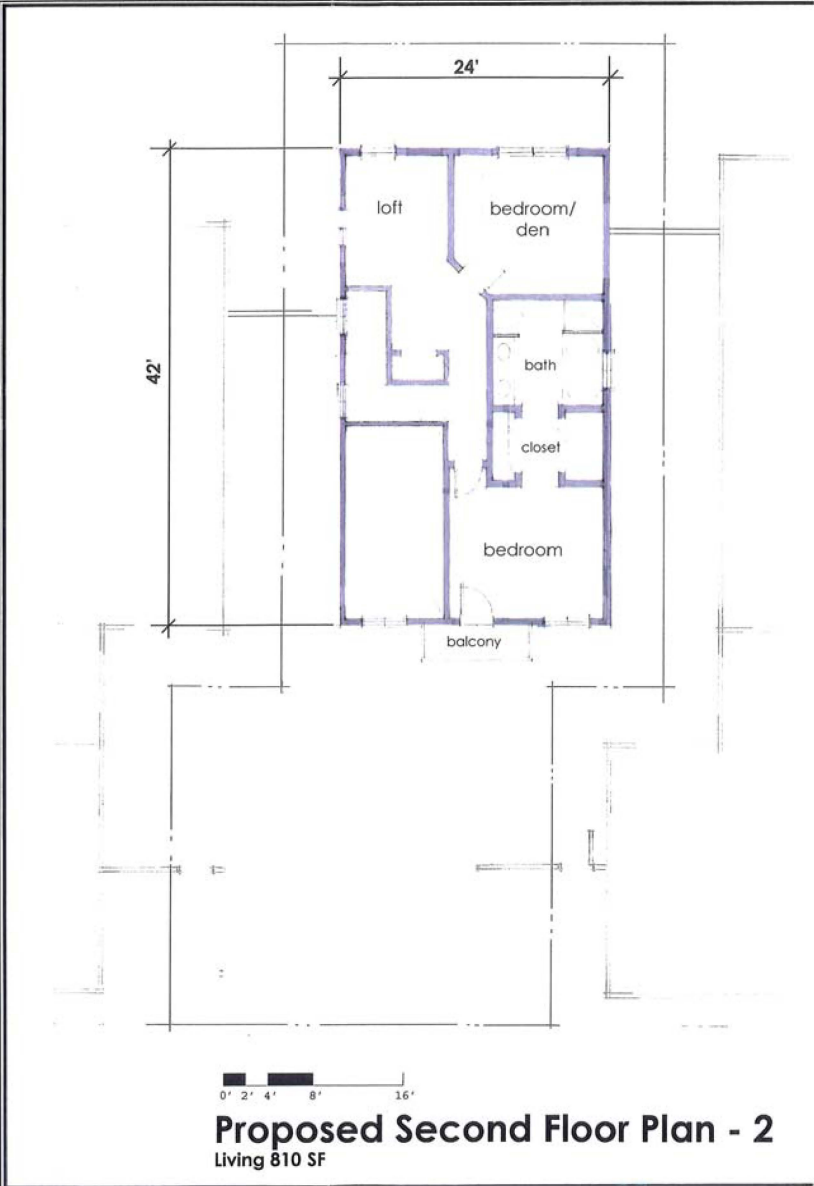 24'
42'
loft
bedroom/
den
bath
closet
bedroom
balcony
0' 2' 4' 8' 16'
Proposed Second Floor Plan - 2
Living 810 SF